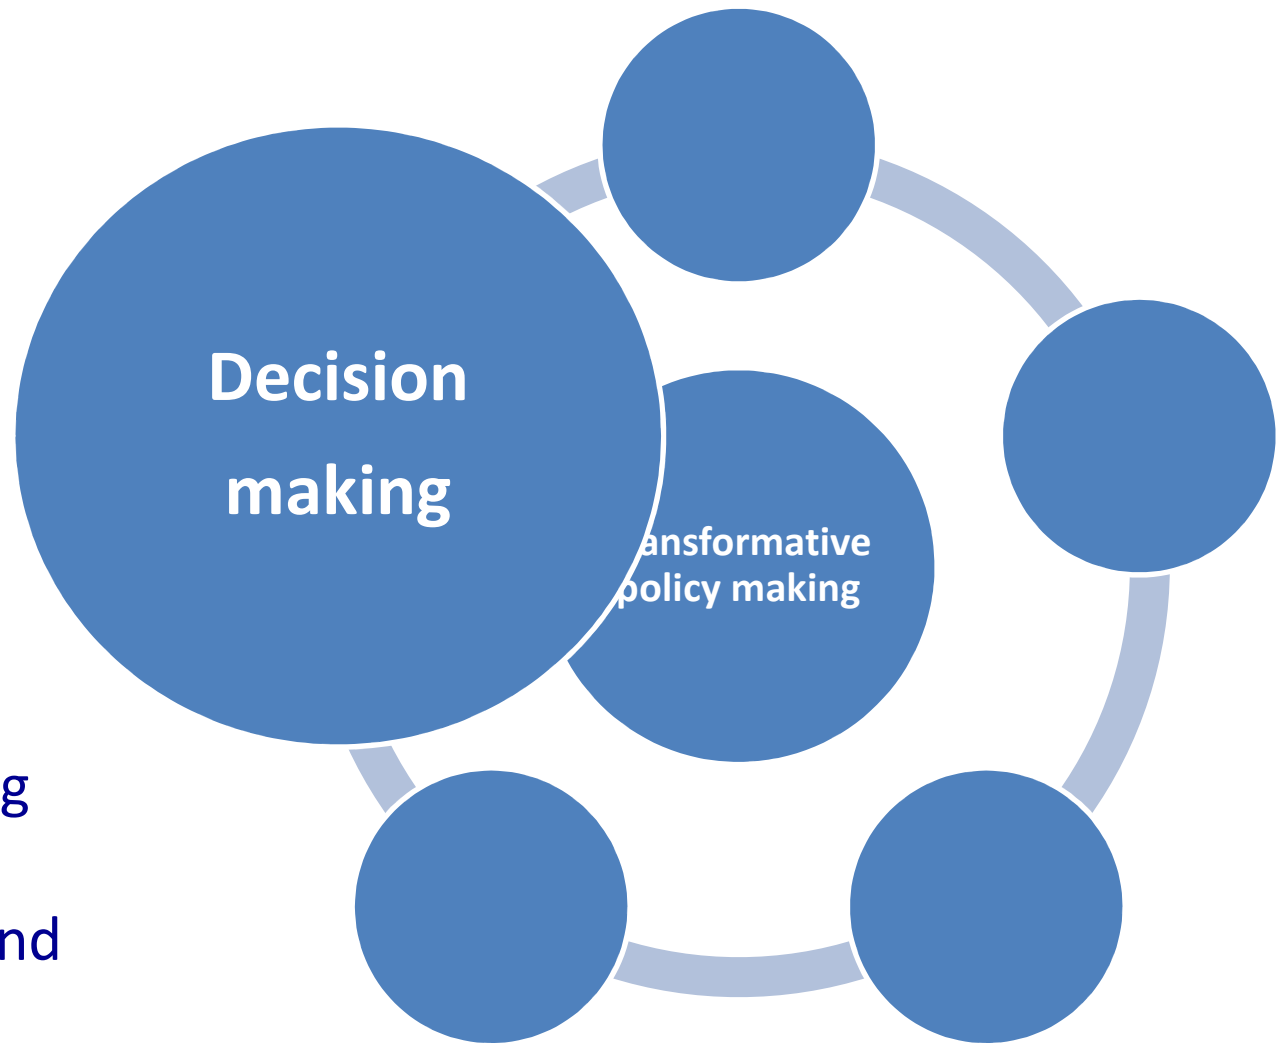 Decision
making
ansformative
policy making
g
nd